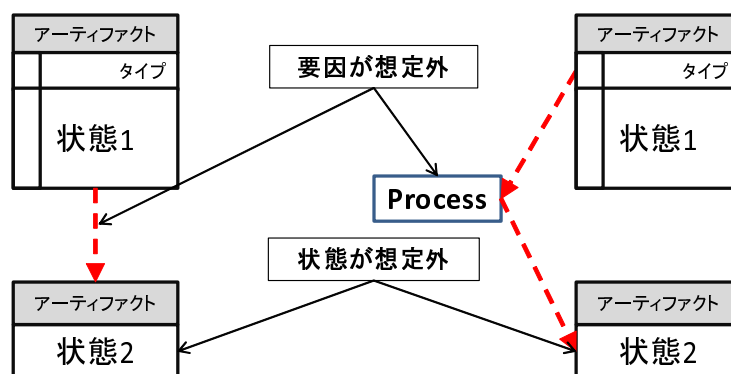 アーティファクト
タイプ
状態1
要因が想定外
アーティファクト
タイプ
状態1
Process
状態が想定外
アーティファクト
状態2
アーティファクト
状態2